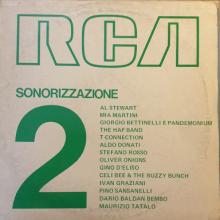 RCA
SONORIZZAZIONE
2
AL STEWART
MIA MARTINI
GIORGIO BETTINELLI E PANDEMONIUM
THE HAF BAND
T-CONNECTION
ALDO DONATI
STEFANO ROSSO
OLIVER ONIONS
GINO D'ELISO
CELI BEE & THE BUZZY BUNCH
IVAN GRAZIANI
PINO SANSANELLI
DARIO BALDAN BEMBO
MAURIZIO TATALO